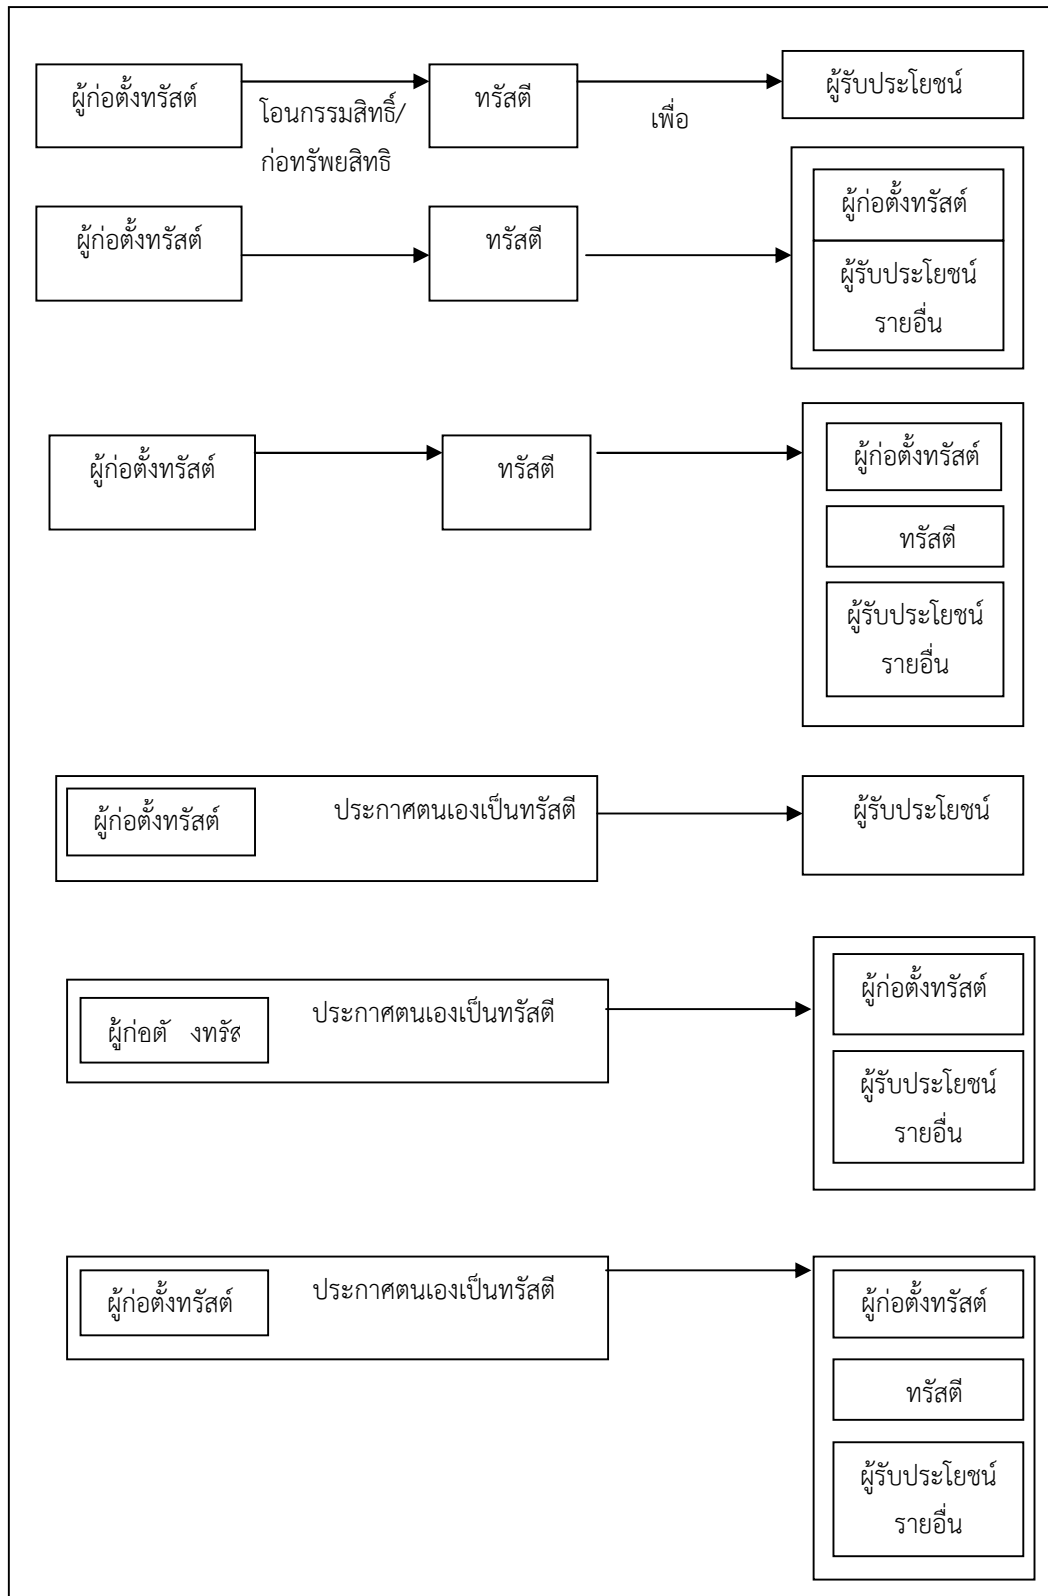 ผู้ก่อตั้งทรัสต์
โอนกรรมสิทธิ์/
ก่อทรัพยสิทธิ
ทรัสตี
เพื่อ
ผู้รับประโยชน์
ผู้ก่อตั้งทรัสต์
ทรัสตี
ผู้ก่อตั้งทรัสต์
ผู้รับประโยชน์
รายอื่น
ผู้ก่อตั้งทรัสต์
ทรัสตี
ผู้ก่อตั้งทรัสต์
ทรัสตี
ผู้รับประโยชน์
รายอื่น
ผู้ก่อตั้งทรัสต์
ประกาศตนเองเป็นทรัสตี
ผู้รับประโยชน์
ผู้ก่อตั งทรัส
ประกาศตนเองเป็นทรัสตี
ผู้ก่อตั้งทรัสต์
ผู้รับประโยชน์
รายอื่น
ผู้ก่อตั้งทรัสต์
ประกาศตนเองเป็นทรัสตี
ผู้ก่อตั้งทรัสต์
ทรัสตี
ผู้รับประโยชน์
รายอื่น